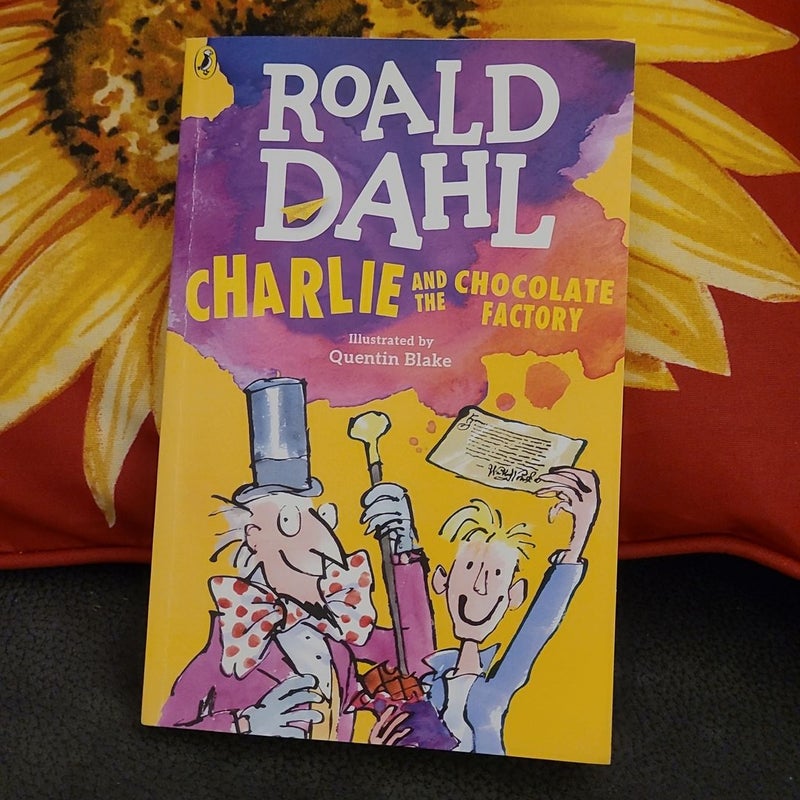 ROALD
DAHL
CHARLIE AND THE CHOCOLATE FACTORY
Illustrated by
Quentin Blake